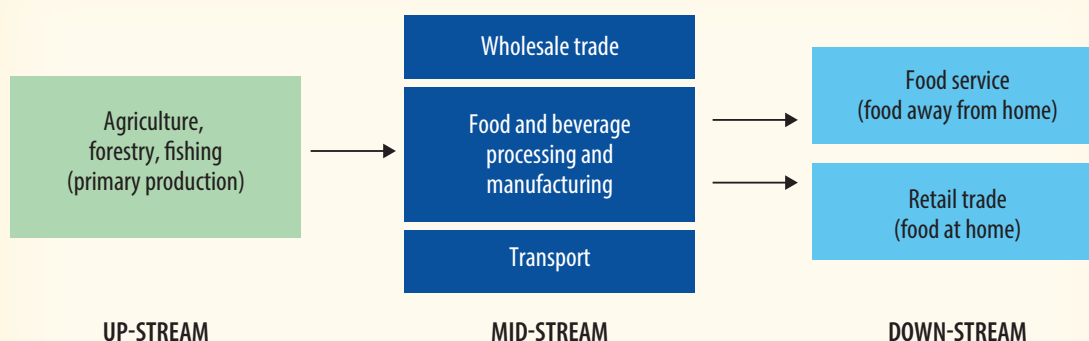 Agriculture,
forestry, fishing
(primary production)
UP-STREAM
Wholesale trade
Food and beverage
processing and
manufacturing
Transport
MID-STREAM
Food service
(food away from home)
Retail trade
(food at home)
DOWN-STREAM